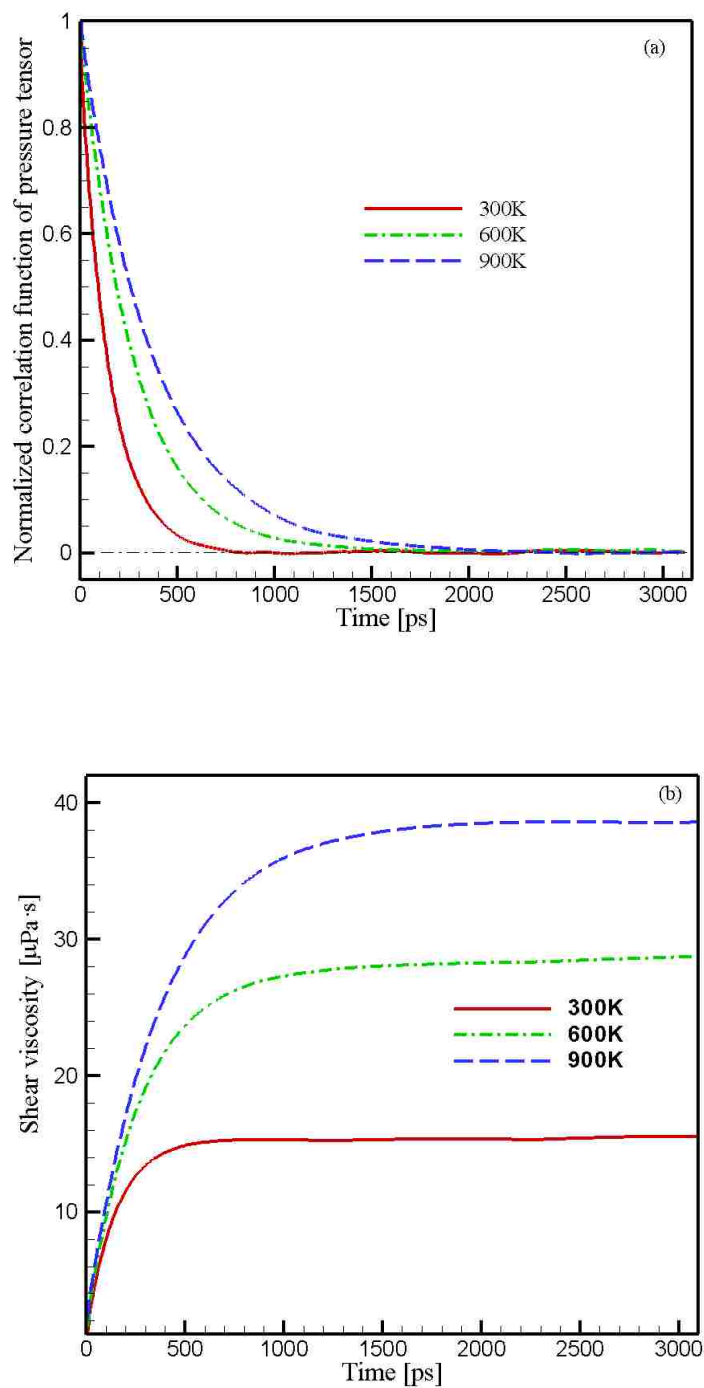 Normalized correlation function of pressure tensor
(a)
1
0.8
0.6
0.4
0.2
0
300K
600K
900K
0 500 1000 1500 2000 2500 3000
Time [ps]
Shear viscosity [μPa·s]
(b)
40
30
20
10
300K
600K
900K
0 500 1000 1500 2000 2500 3000
Time [ps]